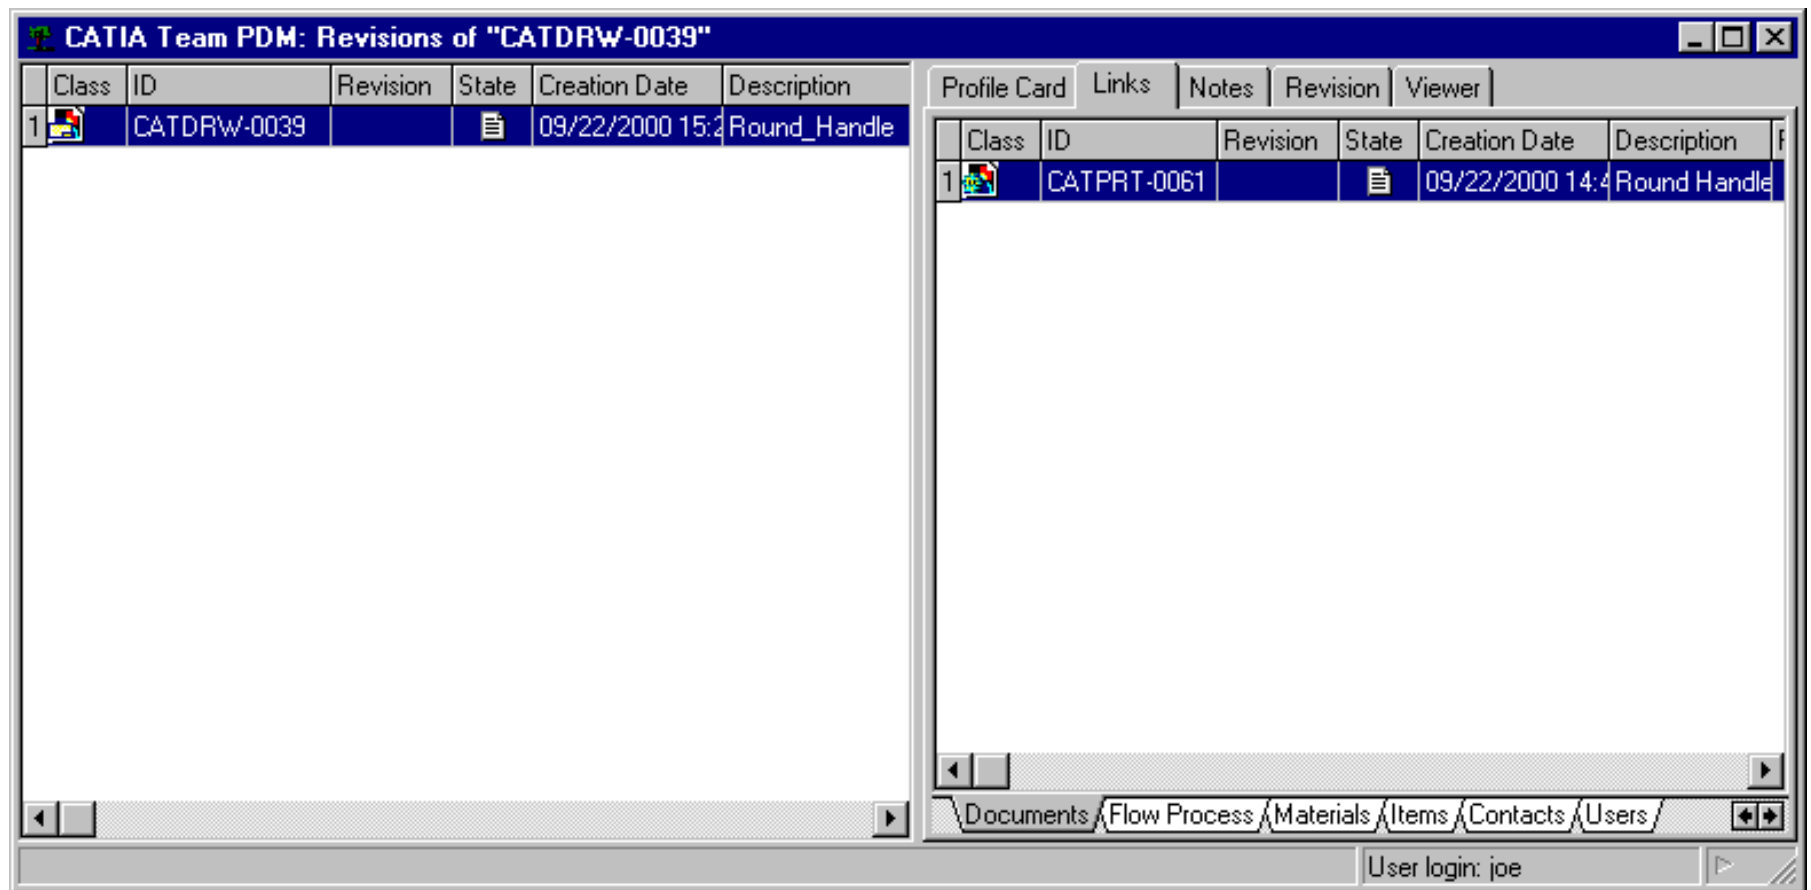 CATIA Team PDM: Revisions of "CATDRW-0039"
Class ID Revision State Creation Date Description
1 CATDRW-0039 09/22/2000 15:2 Round_Handle
Profile Card Links Notes Revision Viewer
Class ID Revision State Creation Date Description
1 CATPRT-0061 09/22/2000 14:4 Round Handle
Documents Flow Process Materials Items Contacts Users
User login: joe